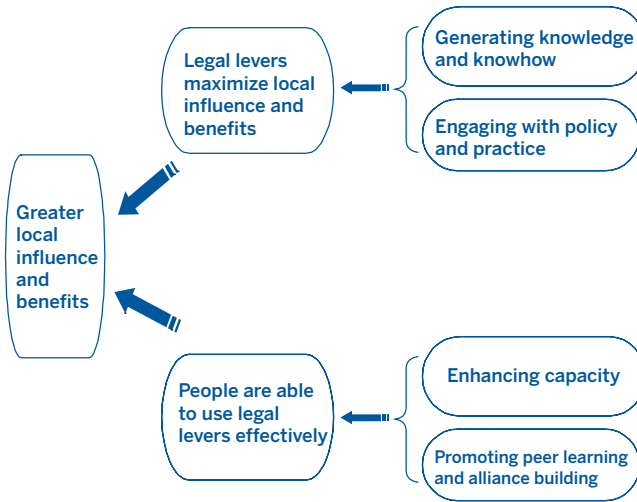 Legal levers
maximize local
influence and
benefits
Generating knowledge
and knowhow
Engaging with policy
and practice
Greater
local
influence
and
benefits
People are able
to use legal
levers effectively
Enhancing capacity
Promoting peer learning
and alliance building